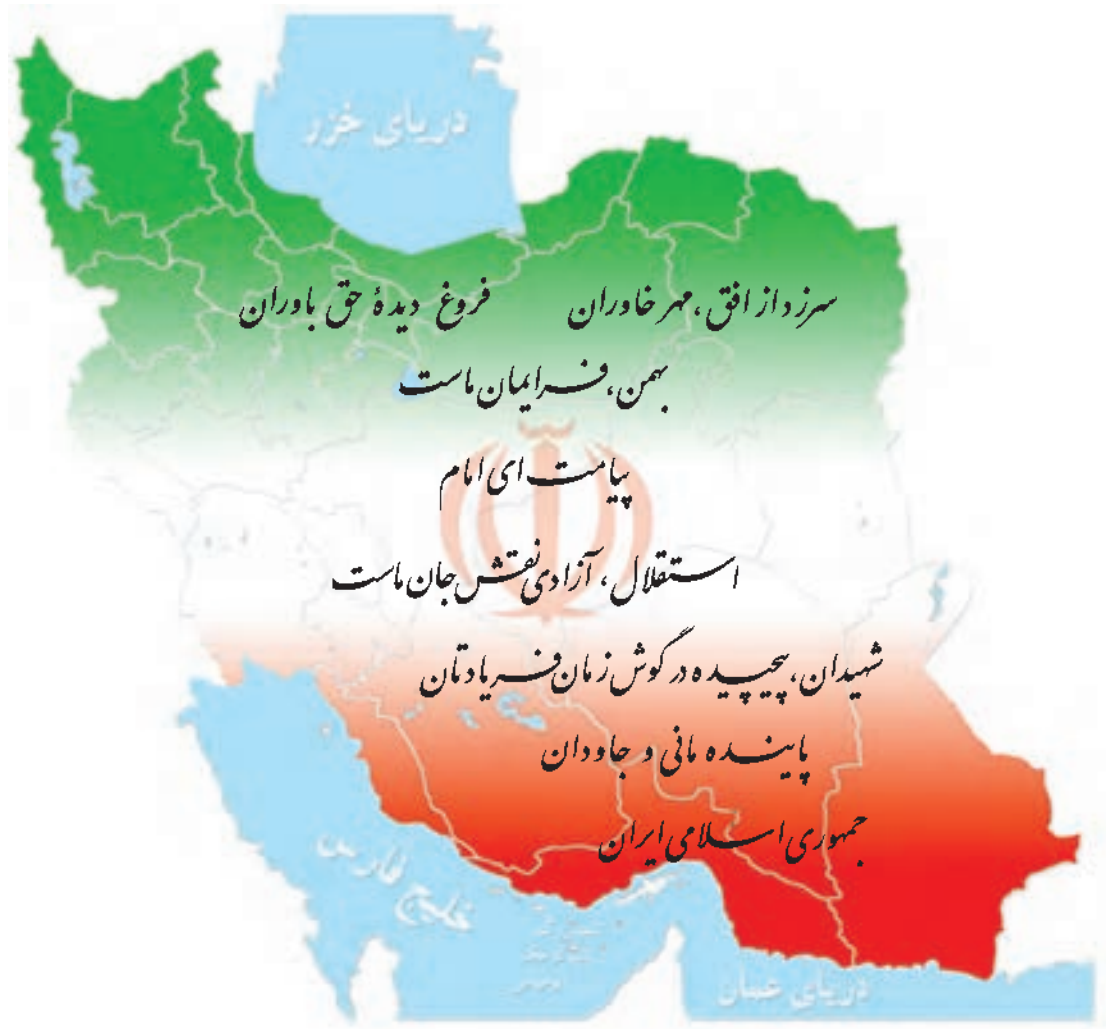 دریای خزر
سرزد از افق، مهر خاوران فروغ دیدهٔ حق باوران
بهمن، فر ایمان ماست
پیامت ای امام
استقلال، آزادی نقش جان ماست
شهیدان، پیچیده در گوش زمان فریادتان
پاینده مانی و جاودان
جمهوری اسلامی ایران
خلیج فارس
دریای عمان